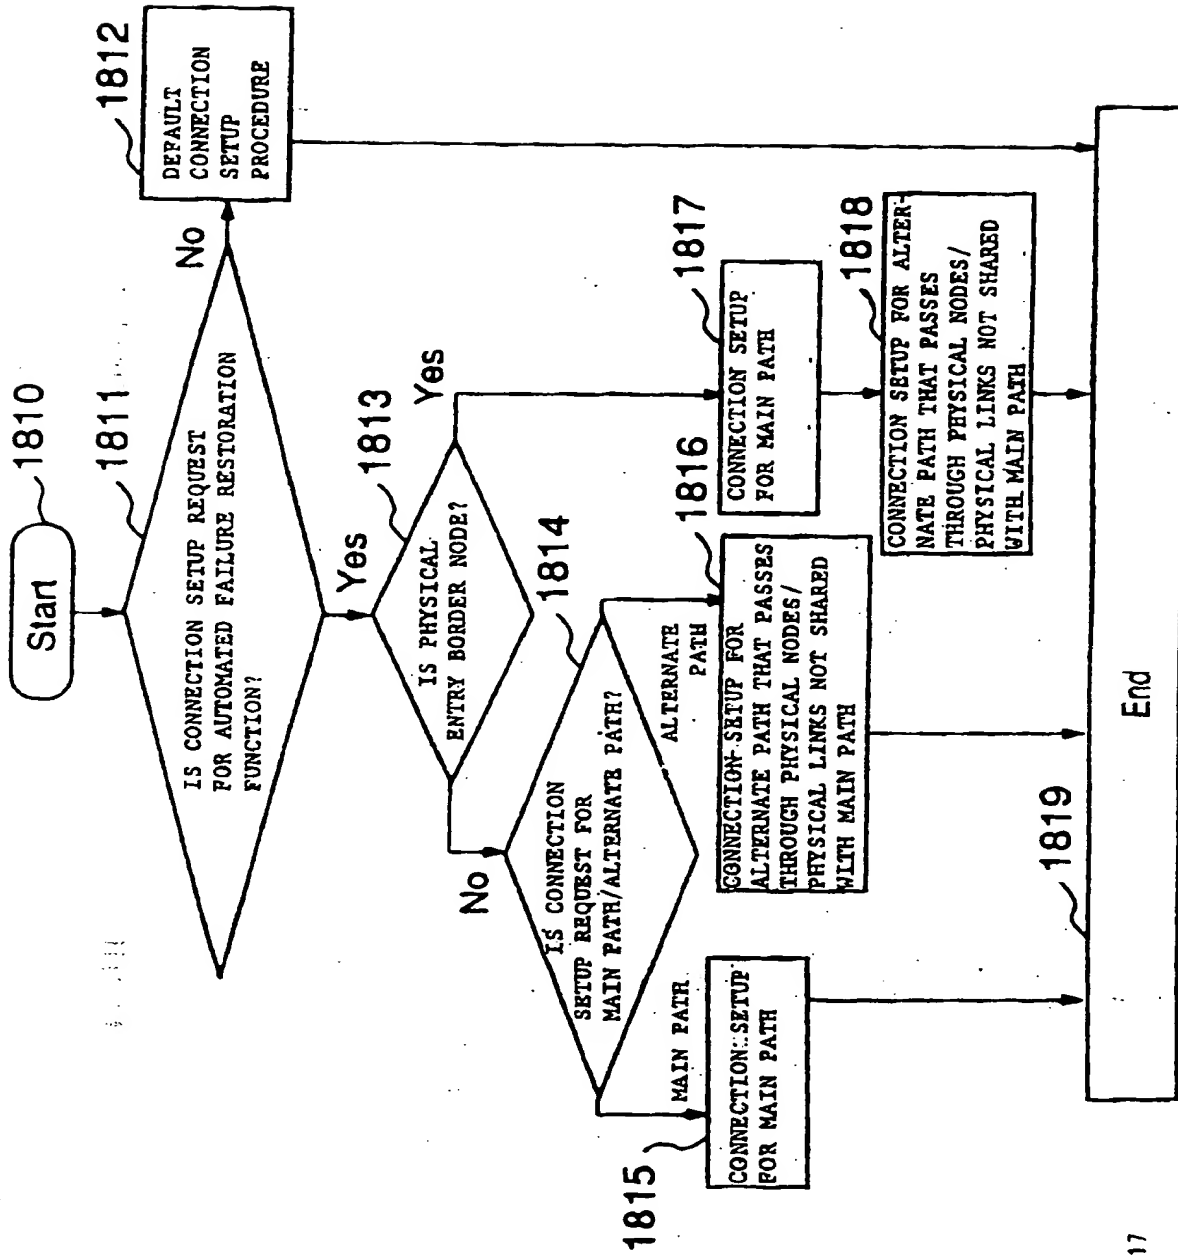 Start
1810
1811
IS CONNECTION SETUP REQUEST
FOR AUTOMATED FAILURE RESTORATION
FUNCTION?
No
1812
DEFAULT
CONNECTION
SETUP
PROCEDURE
Yes
1813
IS PHYSICAL
ENTRY BORDER NODE?
Yes
No
1814
IS CONNECTION
SETUP REQUEST FOR
MAIN PATH/ALTERNATE PATH?
MAIN PATH
ALTERNATE
PATH
1815
CONNECTION SETUP
FOR MAIN PATH
1816
CONNECTION SETUP FOR
ALTERNATE PATH THAT PASSES
THROUGH PHYSICAL NODES/
PHYSICAL LINKS NOT SHARED
WITH MAIN PATH
1817
CONNECTION SETUP
FOR MAIN PATH
1818
CONNECTION SETUP FOR ALTER-
NATE PATH THAT PASSES
THROUGH PHYSICAL NODES/
PHYSICAL LINKS NOT SHARED
WITH MAIN PATH
1819
End
17